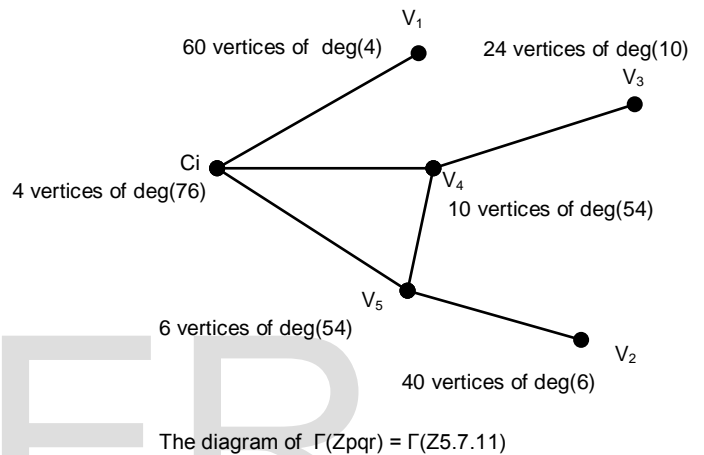 V1
60 vertices of deg(4)
24 vertices of deg(10)
V3
Ci
V4
4 vertices of deg(76)
10 vertices of deg(54)
V5
6 vertices of deg(54)
V2
40 vertices of deg(6)
The diagram of Γ(Zpqr) = Γ(Z5.7.11)